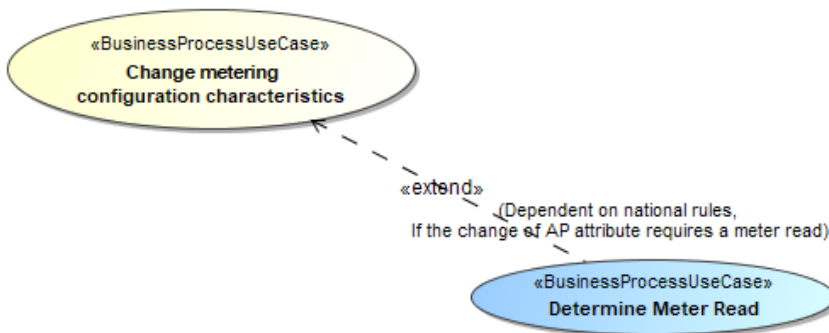 «BusinessProcessUseCase»
Change metering
configuration characteristics
«extend»
(Dependent on national rules,
If the change of AP attribute requires a meter read)
«BusinessProcessUseCase»
Determine Meter Read